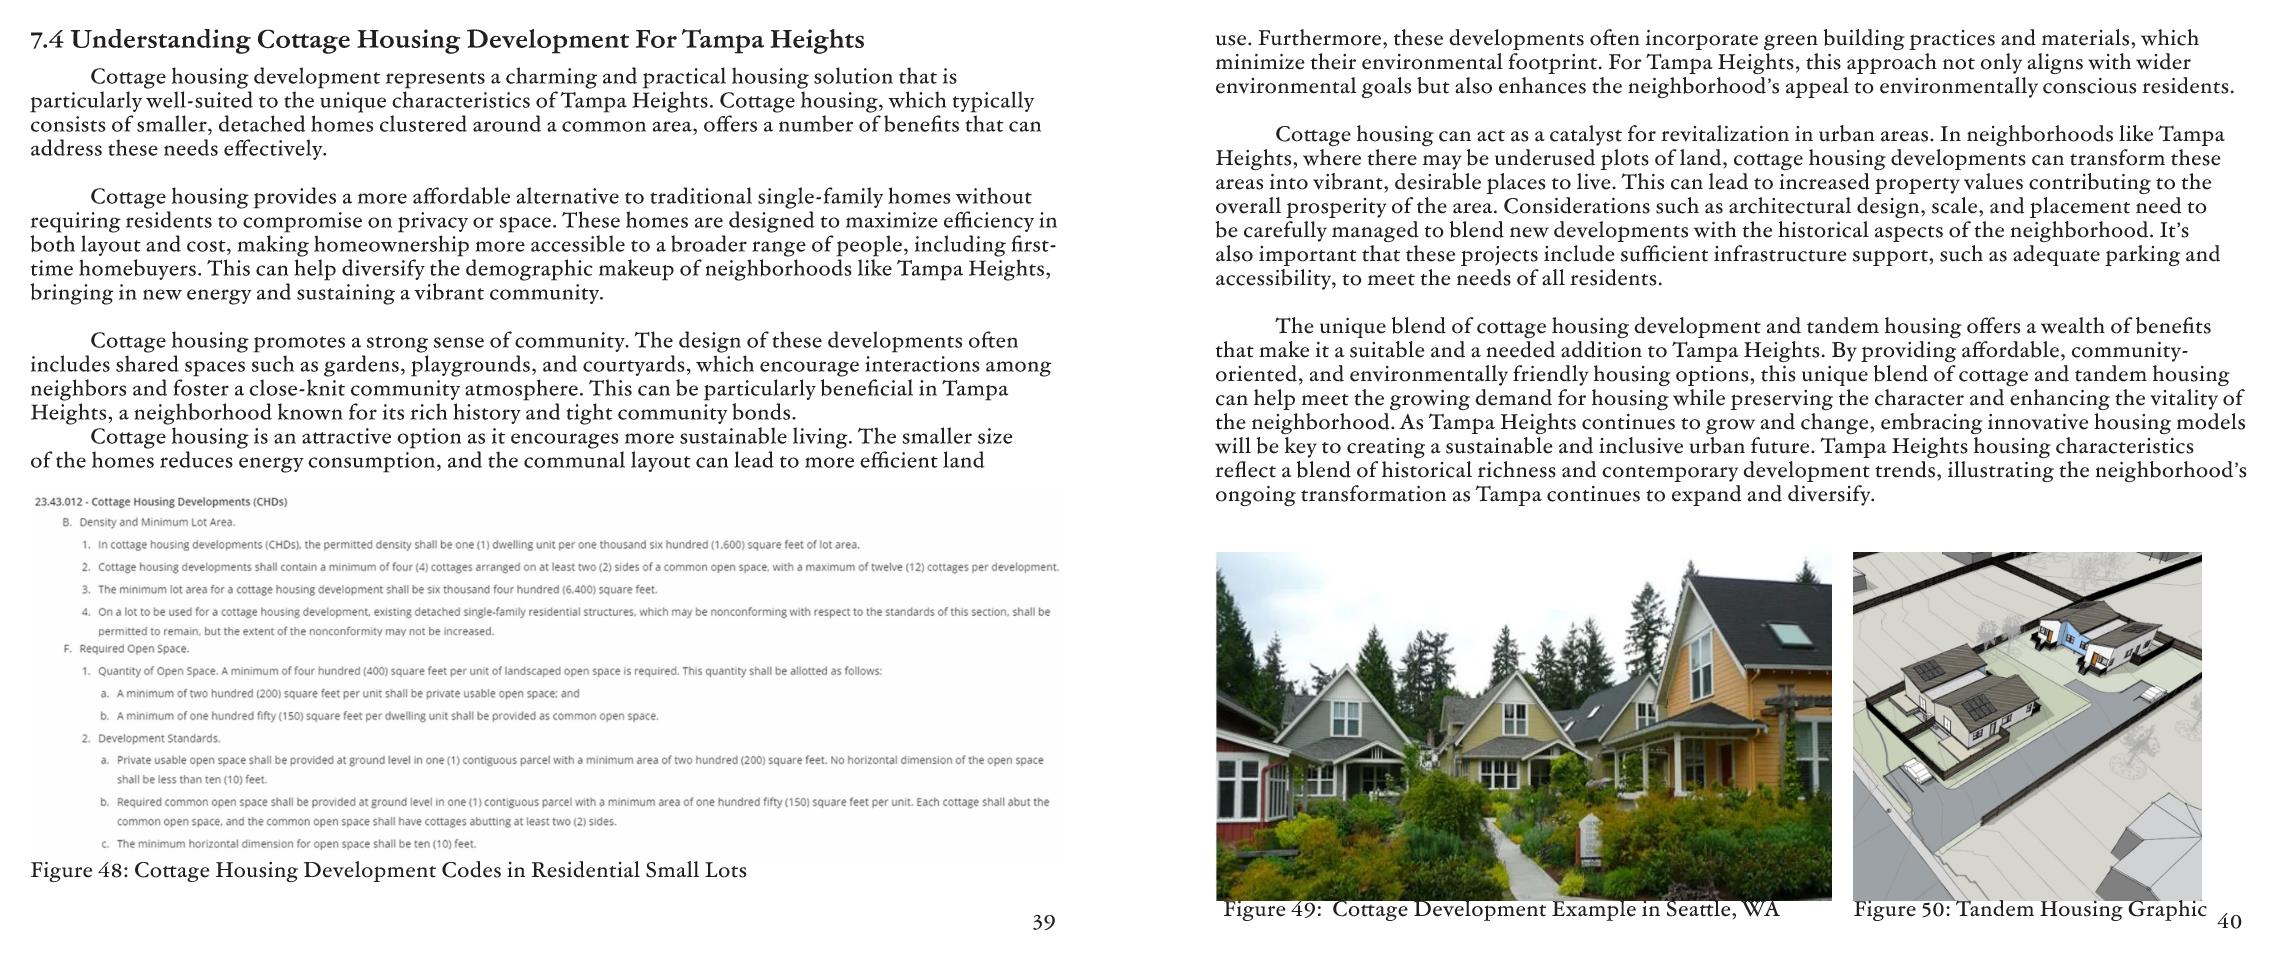 7.4 Understanding Cottage Housing Development For Tampa Heights
Cottage housing development represents a charming and practical housing solution that is
particularly well-suited to the unique characteristics of Tampa Heights. Cottage housing, which typically
consists of smaller, detached homes clustered around a common area, offers a number of benefits that can
address these needs effectively.
Cottage housing provides a more affordable alternative to traditional single-family homes without
requiring residents to compromise on privacy or space. These homes are designed to maximize efficiency in
both layout and cost, making homeownership more accessible to a broader range of people, including first-
time homebuyers. This can help diversify the demographic makeup of neighborhoods like Tampa Heights,
bringing in new energy and sustaining a vibrant community.
Cottage housing promotes a strong sense of community. The design of these developments often
includes shared spaces such as gardens, playgrounds, and courtyards, which encourage interactions among
neighbors and foster a close-knit community atmosphere. This can be particularly beneficial in Tampa
Heights, a neighborhood known for its rich history and tight community bonds.
Cottage housing is an attractive option as it encourages more sustainable living. The smaller size
of the homes reduces energy consumption, and the communal layout can lead to more efficient land
23.43.012 - Cottage Housing Developments (CHDs)
B. Density and Minimum Lot Area.
1. In cottage housing developments (CHDs), the permitted density shall be one (1) dwelling unit per one thousand six hundred (1,600) square feet of lot area.
2. Cottage housing developments shall contain a minimum of four (4) cottages arranged on at least two (2) sides of a common open space, with a maximum of twelve (12) cottages per development.
3. The minimum lot area for a cottage housing development shall be six thousand four hundred (6,400) square feet.
4. On a lot to be used for a cottage housing development, existing detached single-family residential structures, which may be nonconforming with respect to the standards of this section, shall be
permitted to remain, but the extent of the nonconformity may not be increased.
F. Required Open Space.
1. Quantity of Open Space. A minimum of four hundred (400) square feet per unit of landscaped open space is required. This quantity shall be allotted as follows:
a. A minimum of two hundred (200) square feet per unit shall be private usable open space; and
b. A minimum of one hundred fifty (150) square feet per dwelling unit shall be provided as common open space.
2. Development Standards.
a. Private usable open space shall be provided at ground level in one (1) contiguous parcel with a minimum area of two hundred (200) square feet. No horizontal dimension of the open space
shall be less than ten (10) feet.
b. Required common open space shall be provided at ground level in one (1) contiguous parcel with a minimum area of one hundred fifty (150) square feet per unit. Each cottage shall abut the
common open space, and the common open space shall have cottages abutting at least two (2) sides.
c. The minimum horizontal dimension for open space shall be ten (10) feet.
Figure 48: Cottage Housing Development Codes in Residential Small Lots
39
use. Furthermore, these developments often incorporate green building practices and materials, which
minimize their environmental footprint. For Tampa Heights, this approach not only aligns with wider
environmental goals but also enhances the neighborhood's appeal to environmentally conscious residents.
Cottage housing can act as a catalyst for revitalization in urban areas. In neighborhoods like Tampa
Heights, where there may be underused plots of land, cottage housing developments can transform these
areas into vibrant, desirable places to live. This can lead to increased property values contributing to the
overall prosperity of the area. Considerations such as architectural design, scale, and placement need to
be carefully managed to blend new developments with the historical aspects of the neighborhood. It's
also important that these projects include sufficient infrastructure support, such as adequate parking and
accessibility, to meet the needs of all residents.
The unique blend of cottage housing development and tandem housing offers a wealth of benefits
that make it a suitable and a needed addition to Tampa Heights. By providing affordable, community-
oriented, and environmentally friendly housing options, this unique blend of cottage and tandem housing
can help meet the growing demand for housing while preserving the character and enhancing the vitality of
the neighborhood. As Tampa Heights continues to grow and change, embracing innovative housing models
will be key to creating a sustainable and inclusive urban future. Tampa Heights housing characteristics
reflect a blend of historical richness and contemporary development trends, illustrating the neighborhood's
ongoing transformation as Tampa continues to expand and diversify.
Figure 49: Cottage Development Example in Seattle, WA
Figure 50: Tandem Housing Graphic
40